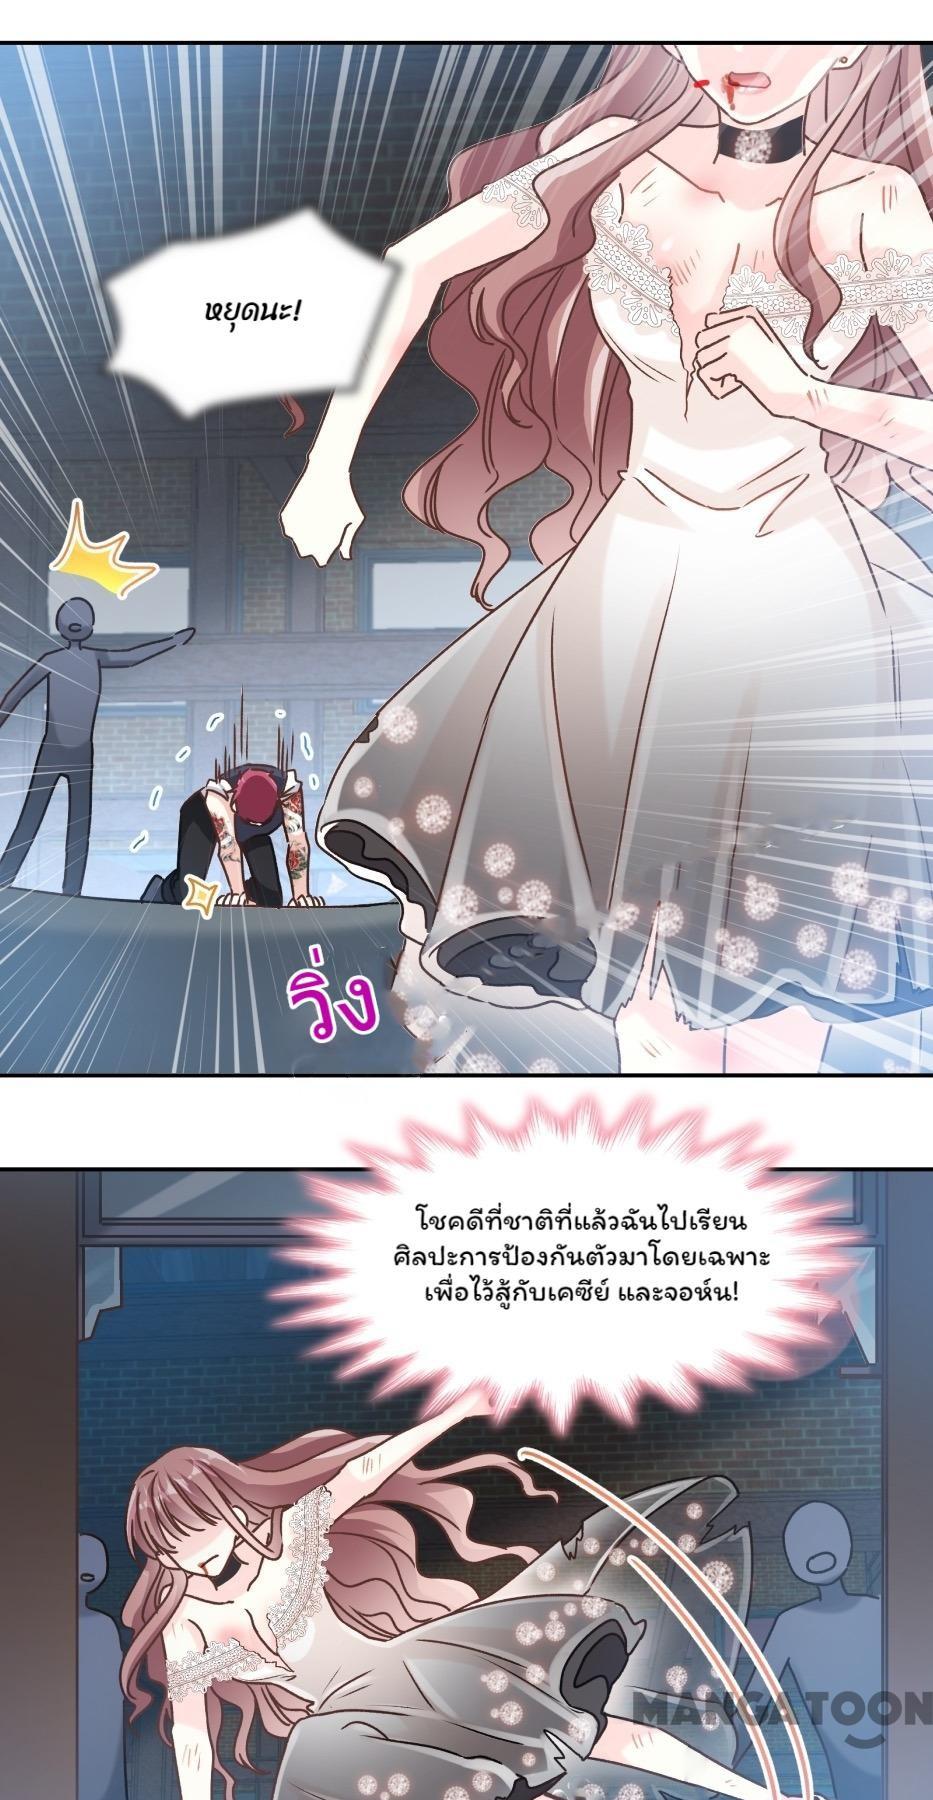 หยุดนะ!
วิ่ง
โชคดีที่ชาติที่แล้วฉันไปเรียน
ศิลปะการป้องกันตัวมาโดยเฉพาะ
เพื่อไว้สู้กับเคซีย์ และจอห์น!
MANGATOON